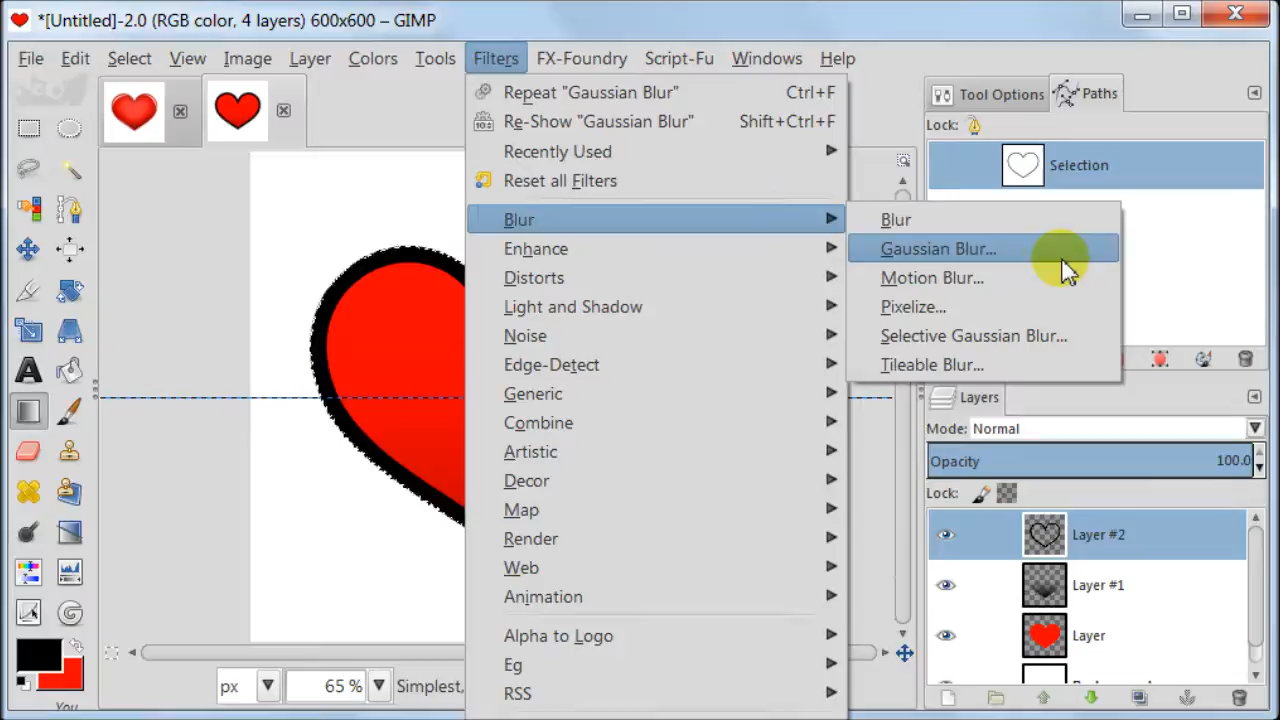 *[Untitled]-2.0 (RGB color, 4 layers) 600x600 – GIMP
File Edit Select View Image Layer Colors Tools Filters FX-Foundry Script-Fu Windows Help
Repeat "Gaussian Blur" Ctrl+F
Re-Show "Gaussian Blur" Shift+Ctrl+F
Recently Used
Reset all Filters
Blur
Enhance
Distorts
Light and Shadow
Noise
Edge-Detect
Generic
Combine
Artistic
Decor
Map
Render
Web
Animation
Alpha to Logo
Eg
RSS
Blur
Gaussian Blur...
Motion Blur...
Pixelize...
Selective Gaussian Blur...
Tileable Blur...
Tool Options Paths
Lock:
Selection
Layers
Mode: Normal
Opacity 100.0
Lock:
Layer #2
Layer #1
Layer
px 65 % Simplest,
You